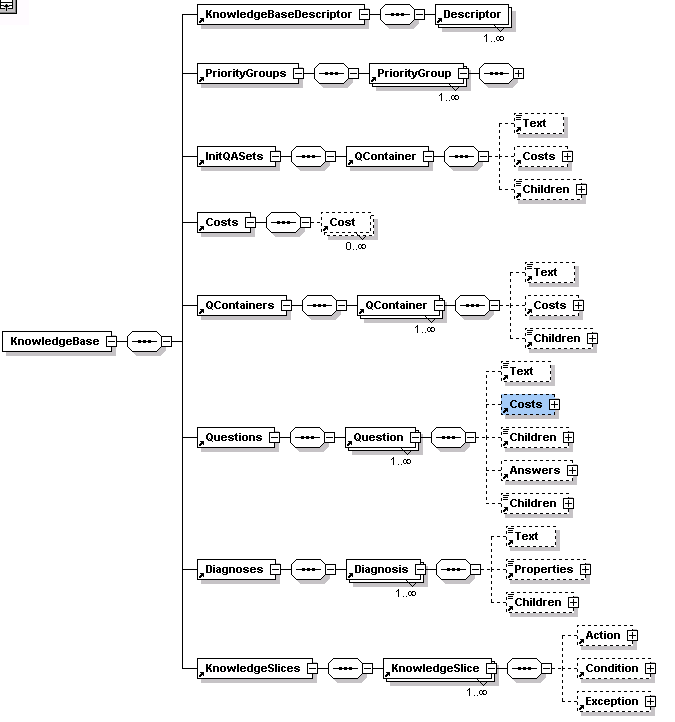 KnowledgeBaseDescriptor
Descriptor
1..∞
PriorityGroups
PriorityGroup
1..∞
Text
InitQASets
QContainer
Costs
Children
Costs
Cost
0..∞
Text
QContainers
QContainer
Costs
1..∞
Children
KnowledgeBase
Text
Costs
Questions
Question
Children
1..∞
Answers
Children
Text
Diagnoses
Diagnosis
Properties
1..∞
Children
Action
KnowledgeSlices
KnowledgeSlice
Condition
1..∞
Exception